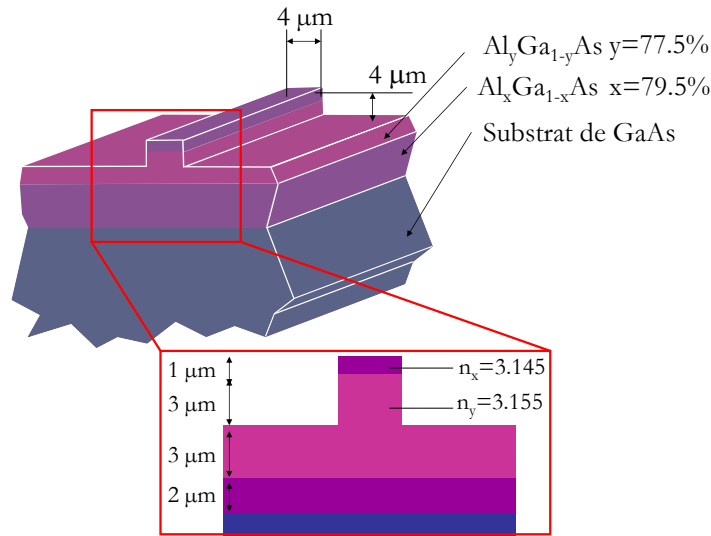 4 μm
4 μm
AlyGa1-yAs y=77.5%
AlxGa1-xAs x=79.5%
Substrat de GaAs
1 μm
nx=3.145
3 μm
ny=3.155
3 μm
2 μm